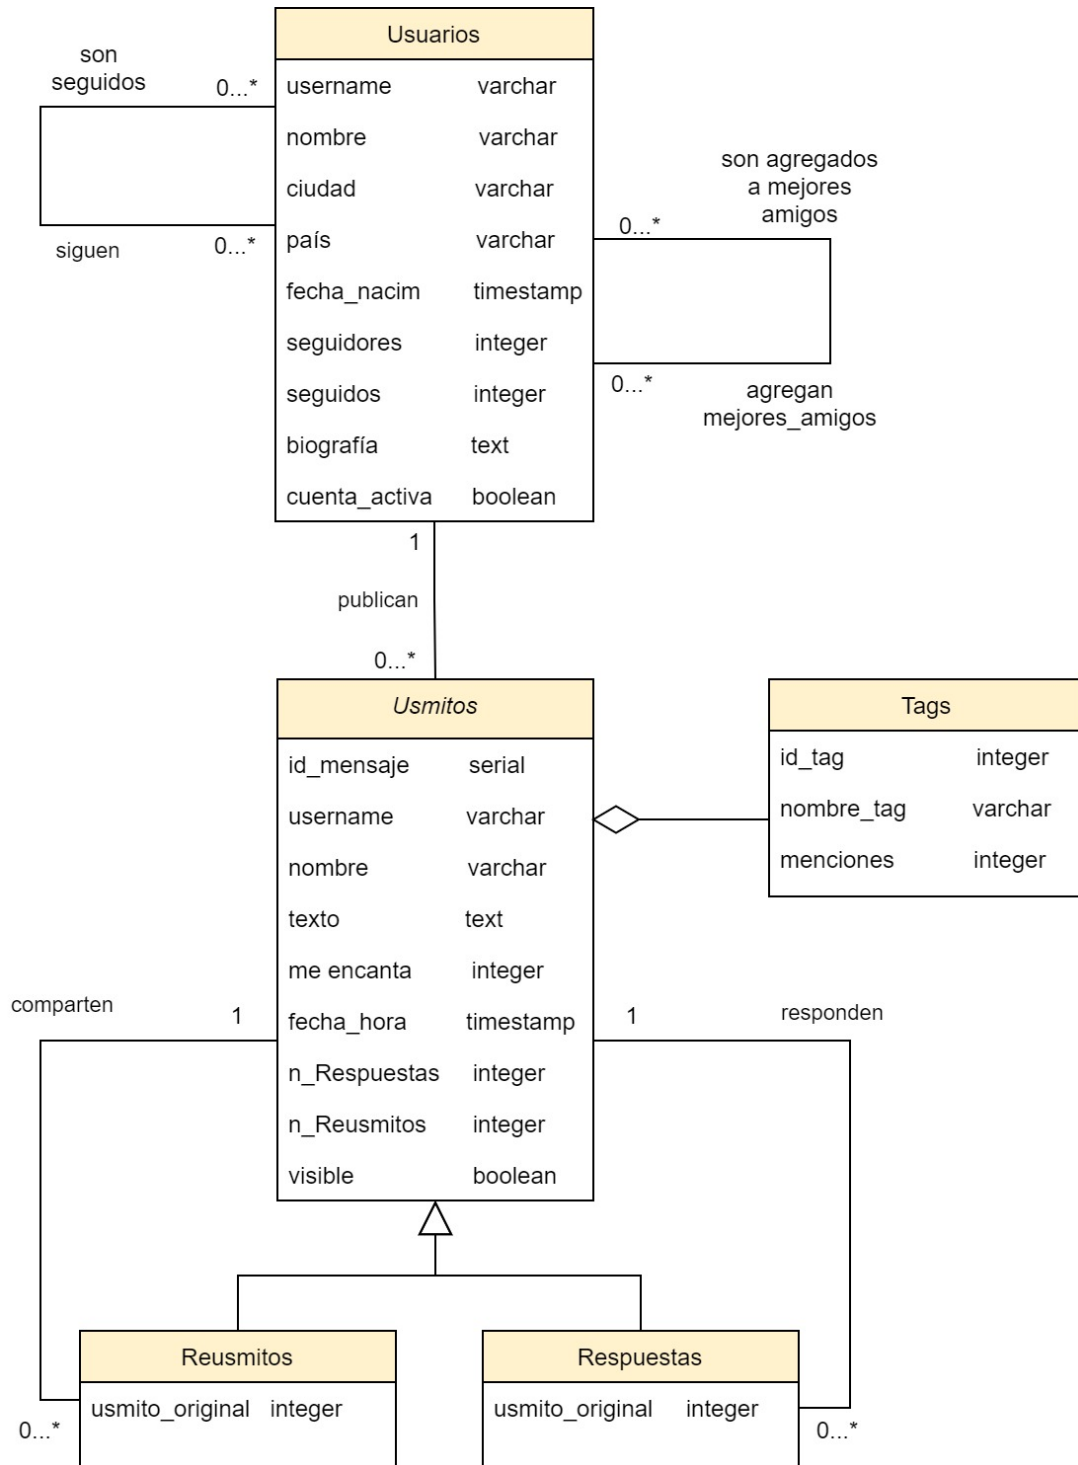 Usuarios
son
seguidos
0...*
username varchar
nombre varchar
ciudad varchar
país varchar
fecha_nacim timestamp
seguidores integer
seguidos integer
biografía text
cuenta_activa boolean
siguen
0...*
son agregados
a mejores
amigos
0...*
0...*
agregan
mejores_amigos
1
publican
0...*
Usmitos
id_mensaje serial
username varchar
nombre varchar
texto text
me encanta integer
fecha_hora timestamp
n_Respuestas integer
n_Reusmitos integer
visible boolean
Tags
id_tag integer
nombre_tag varchar
menciones integer
comparten
1
1
responden
Reusmitos
usmito_original integer
0...*
Respuestas
usmito_original integer
0...*